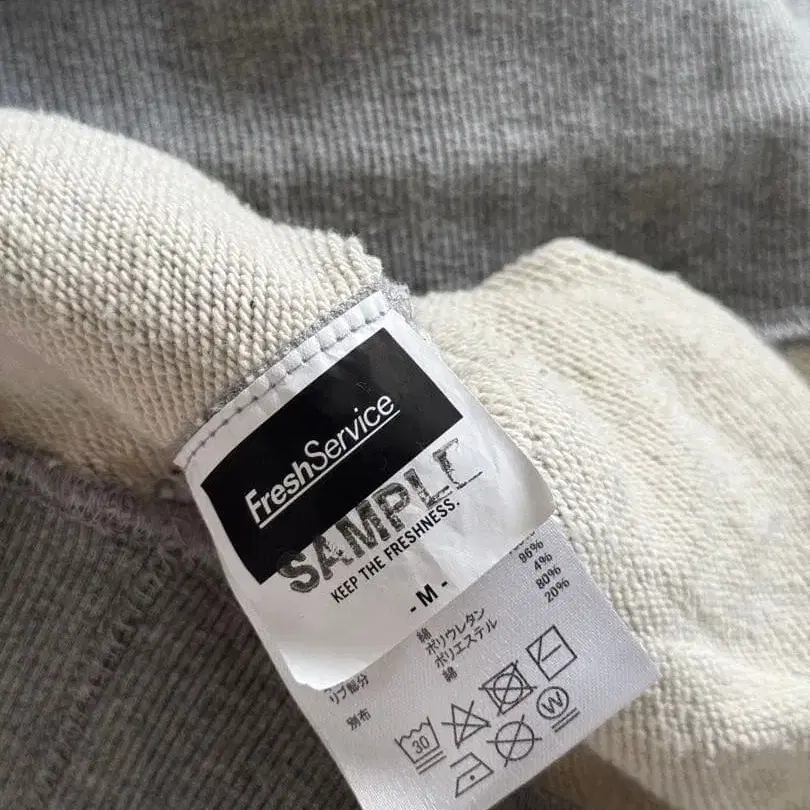 FreshService
SAMPLE
KEEP THE FRESHNESS.
- M -
96%
綿
4%
ポリウレタン
80%
リブ部分
ポリエステル
20%
別布
綿
30
W